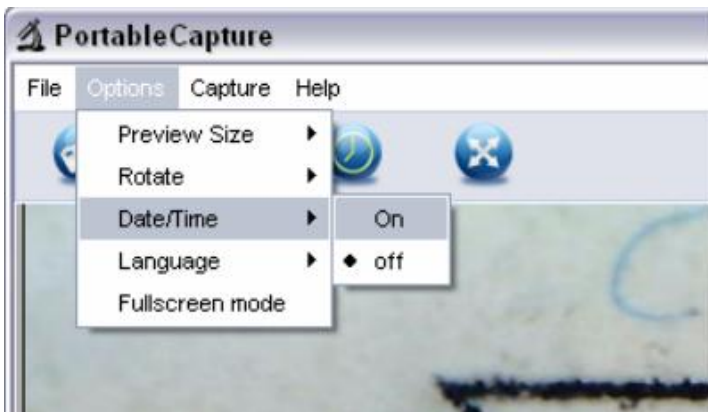 PortableCapture
File Options Capture Help
Preview Size
Rotate
Date/Time
On
Language
off
Fullscreen mode